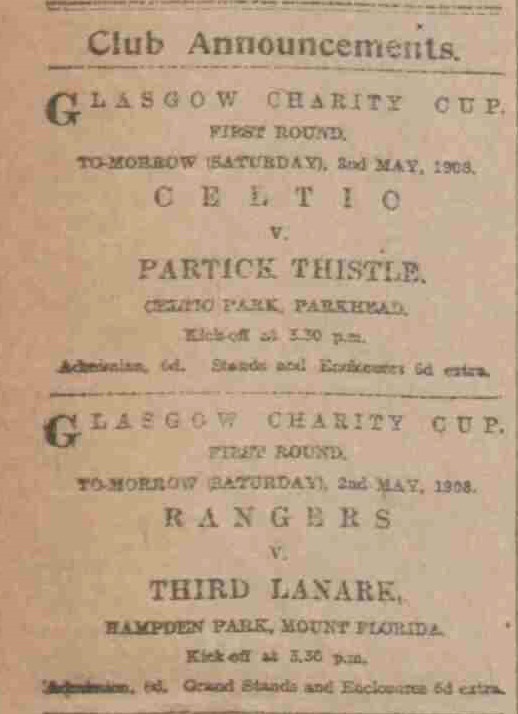 Club Announcements.
GLASGOW CHARITY CUP.
FIRST ROUND.
TO-MORROW (SATURDAY), 2nd MAY, 1908.
CELTIC
v.
PARTICK THISTLE.
CELTIC PARK, PARKHEAD.
Kick-off at 3.30 p.m.
Admission, 6d. Stands and Enclosures 6d extra.
GLASGOW CHARITY CUP.
FIRST ROUND.
TO-MORROW (SATURDAY), 2nd MAY, 1908.
RANGERS
v.
THIRD LANARK,
HAMPDEN PARK, MOUNT FLORIDA.
Kick-off at 3.30 p.m.
Admission, 6d. Grand Stands and Enclosures 6d extra.